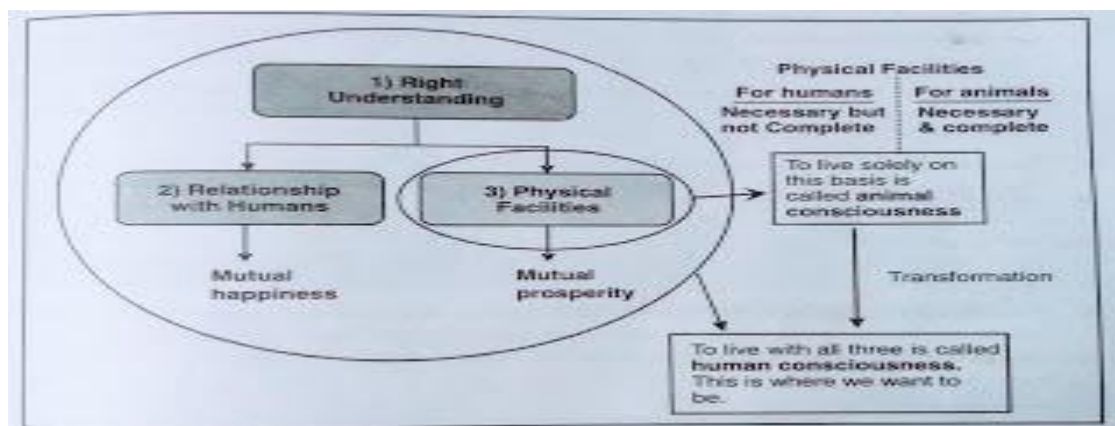 1) Right
Understanding
2) Relationship
with Humans
3) Physical
Facilities
Mutual
happiness
Mutual
prosperity
Physical Facilities
For humans
Necessary but
not Complete
For animals
Necessary
& complete
To live solely on
this basis is
called animal
consciousness
Transformation
To live with all three is called
human consciousness.
This is where we want to
be.